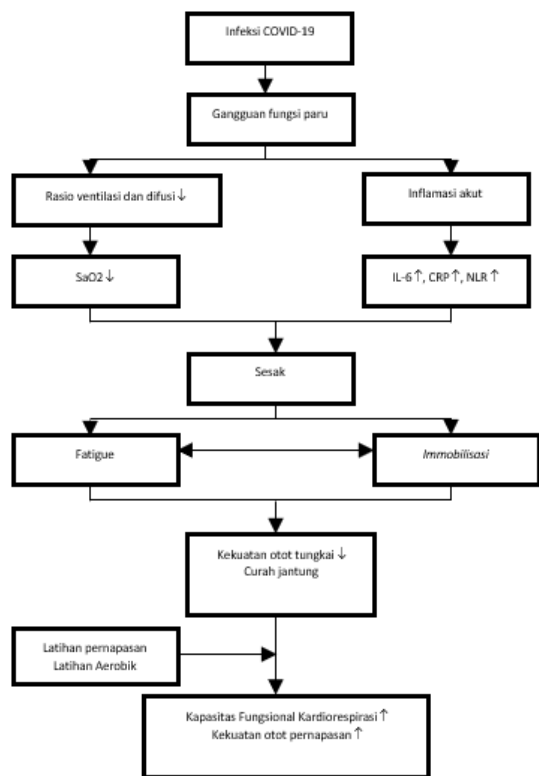 Infeksi COVID-19
Gangguan fungsi paru
Rasio ventilasi dan difusi ↓
Inflamasi akut
SaO2 ↓
IL-6 ↑, CRP ↑, NLR ↑
Sesak
Fatigue
Immobilisasi
Kekuatan otot tungkai ↓
Curah jantung
Latihan pernapasan
Latihan Aerobik
Kapasitas Fungsional Kardiorespirasi ↑
Kekuatan otot pernapasan ↑